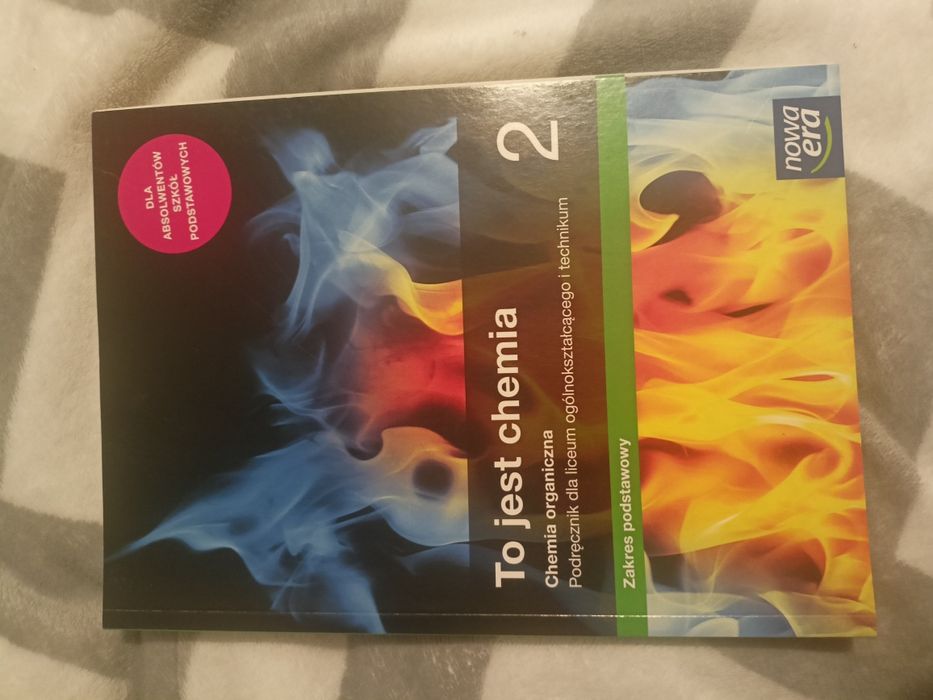 DLA
ABSOLWENTÓW
SZKÓŁ
PODSTAWOWYCH
To jest chemia 2
Chemia organiczna
Podręcznik dla liceum ogólnokształcącego i technikum
Zakres podstawowy
nowa
era